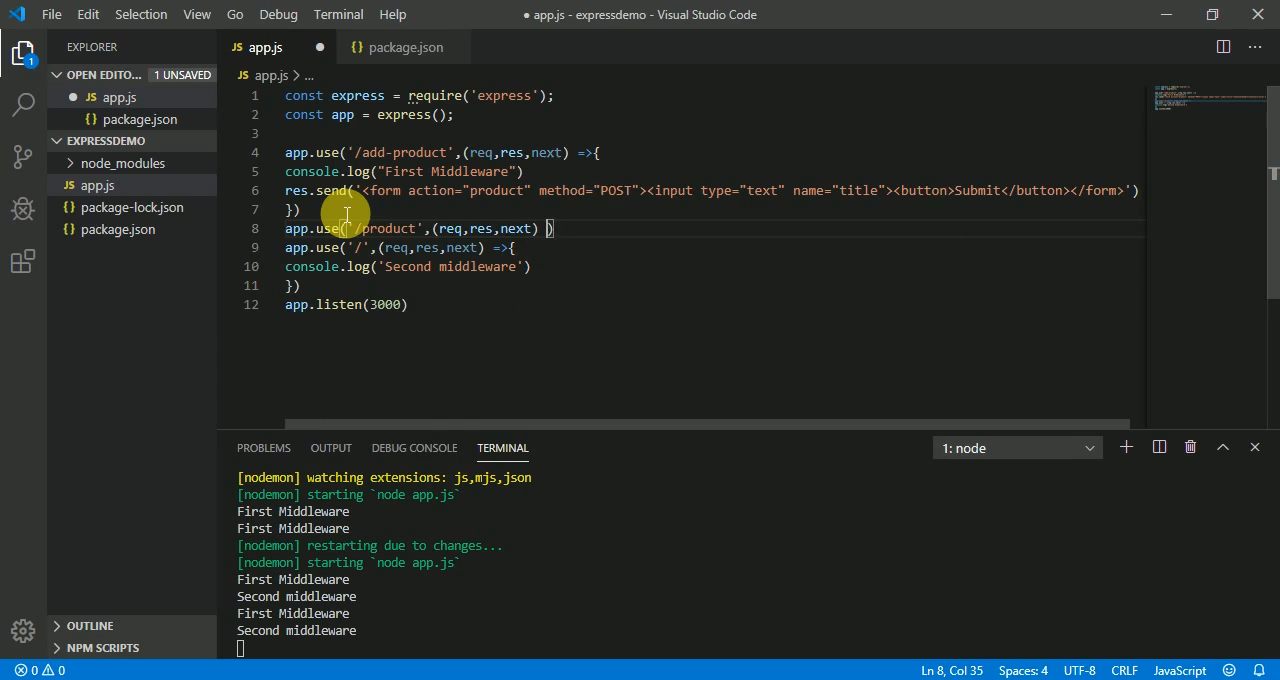 File Edit Selection View Go Debug Terminal Help
● app.js - expressdemo - Visual Studio Code
EXPLORER
OPEN EDITO... 1 UNSAVED
JS app.js
{} package.json
EXPRESSDEMO
node_modules
JS app.js
{} package-lock.json
{} package.json
OUTLINE
NPM SCRIPTS
1
JS app.js ●
{} package.json
JS app.js > ...
1 const express = require('express');
2 const app = express();
3
4 app.use('/add-product',(req,res,next) =>{
5 console.log("First Middleware")
6 res.send('<form action="product" method="POST"><input type="text" name="title"><button>Submit</button></form>')
7 })
8 app.use('/product',(req,res,next) )
9 app.use('/',(req,res,next) =>{
10 console.log('Second middleware')
11 })
12 app.listen(3000)
PROBLEMS OUTPUT DEBUG CONSOLE TERMINAL
1: node
[nodemon] watching extensions: js,mjs,json
[nodemon] starting `node app.js`
First Middleware
First Middleware
[nodemon] restarting due to changes...
[nodemon] starting `node app.js`
First Middleware
Second middleware
First Middleware
Second middleware
0 0
Ln 8, Col 35 Spaces: 4 UTF-8 CRLF JavaScript